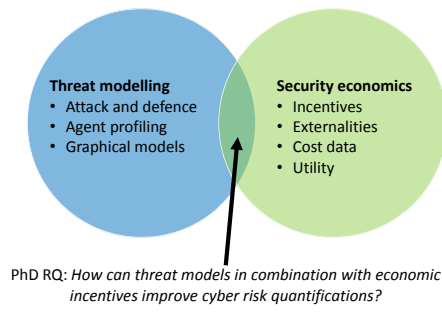 Threat modelling
• Attack and defence
• Agent profiling
• Graphical models
Security economics
• Incentives
• Externalities
• Cost data
• Utility
PhD RQ: How can threat models in combination with economic
incentives improve cyber risk quantifications?